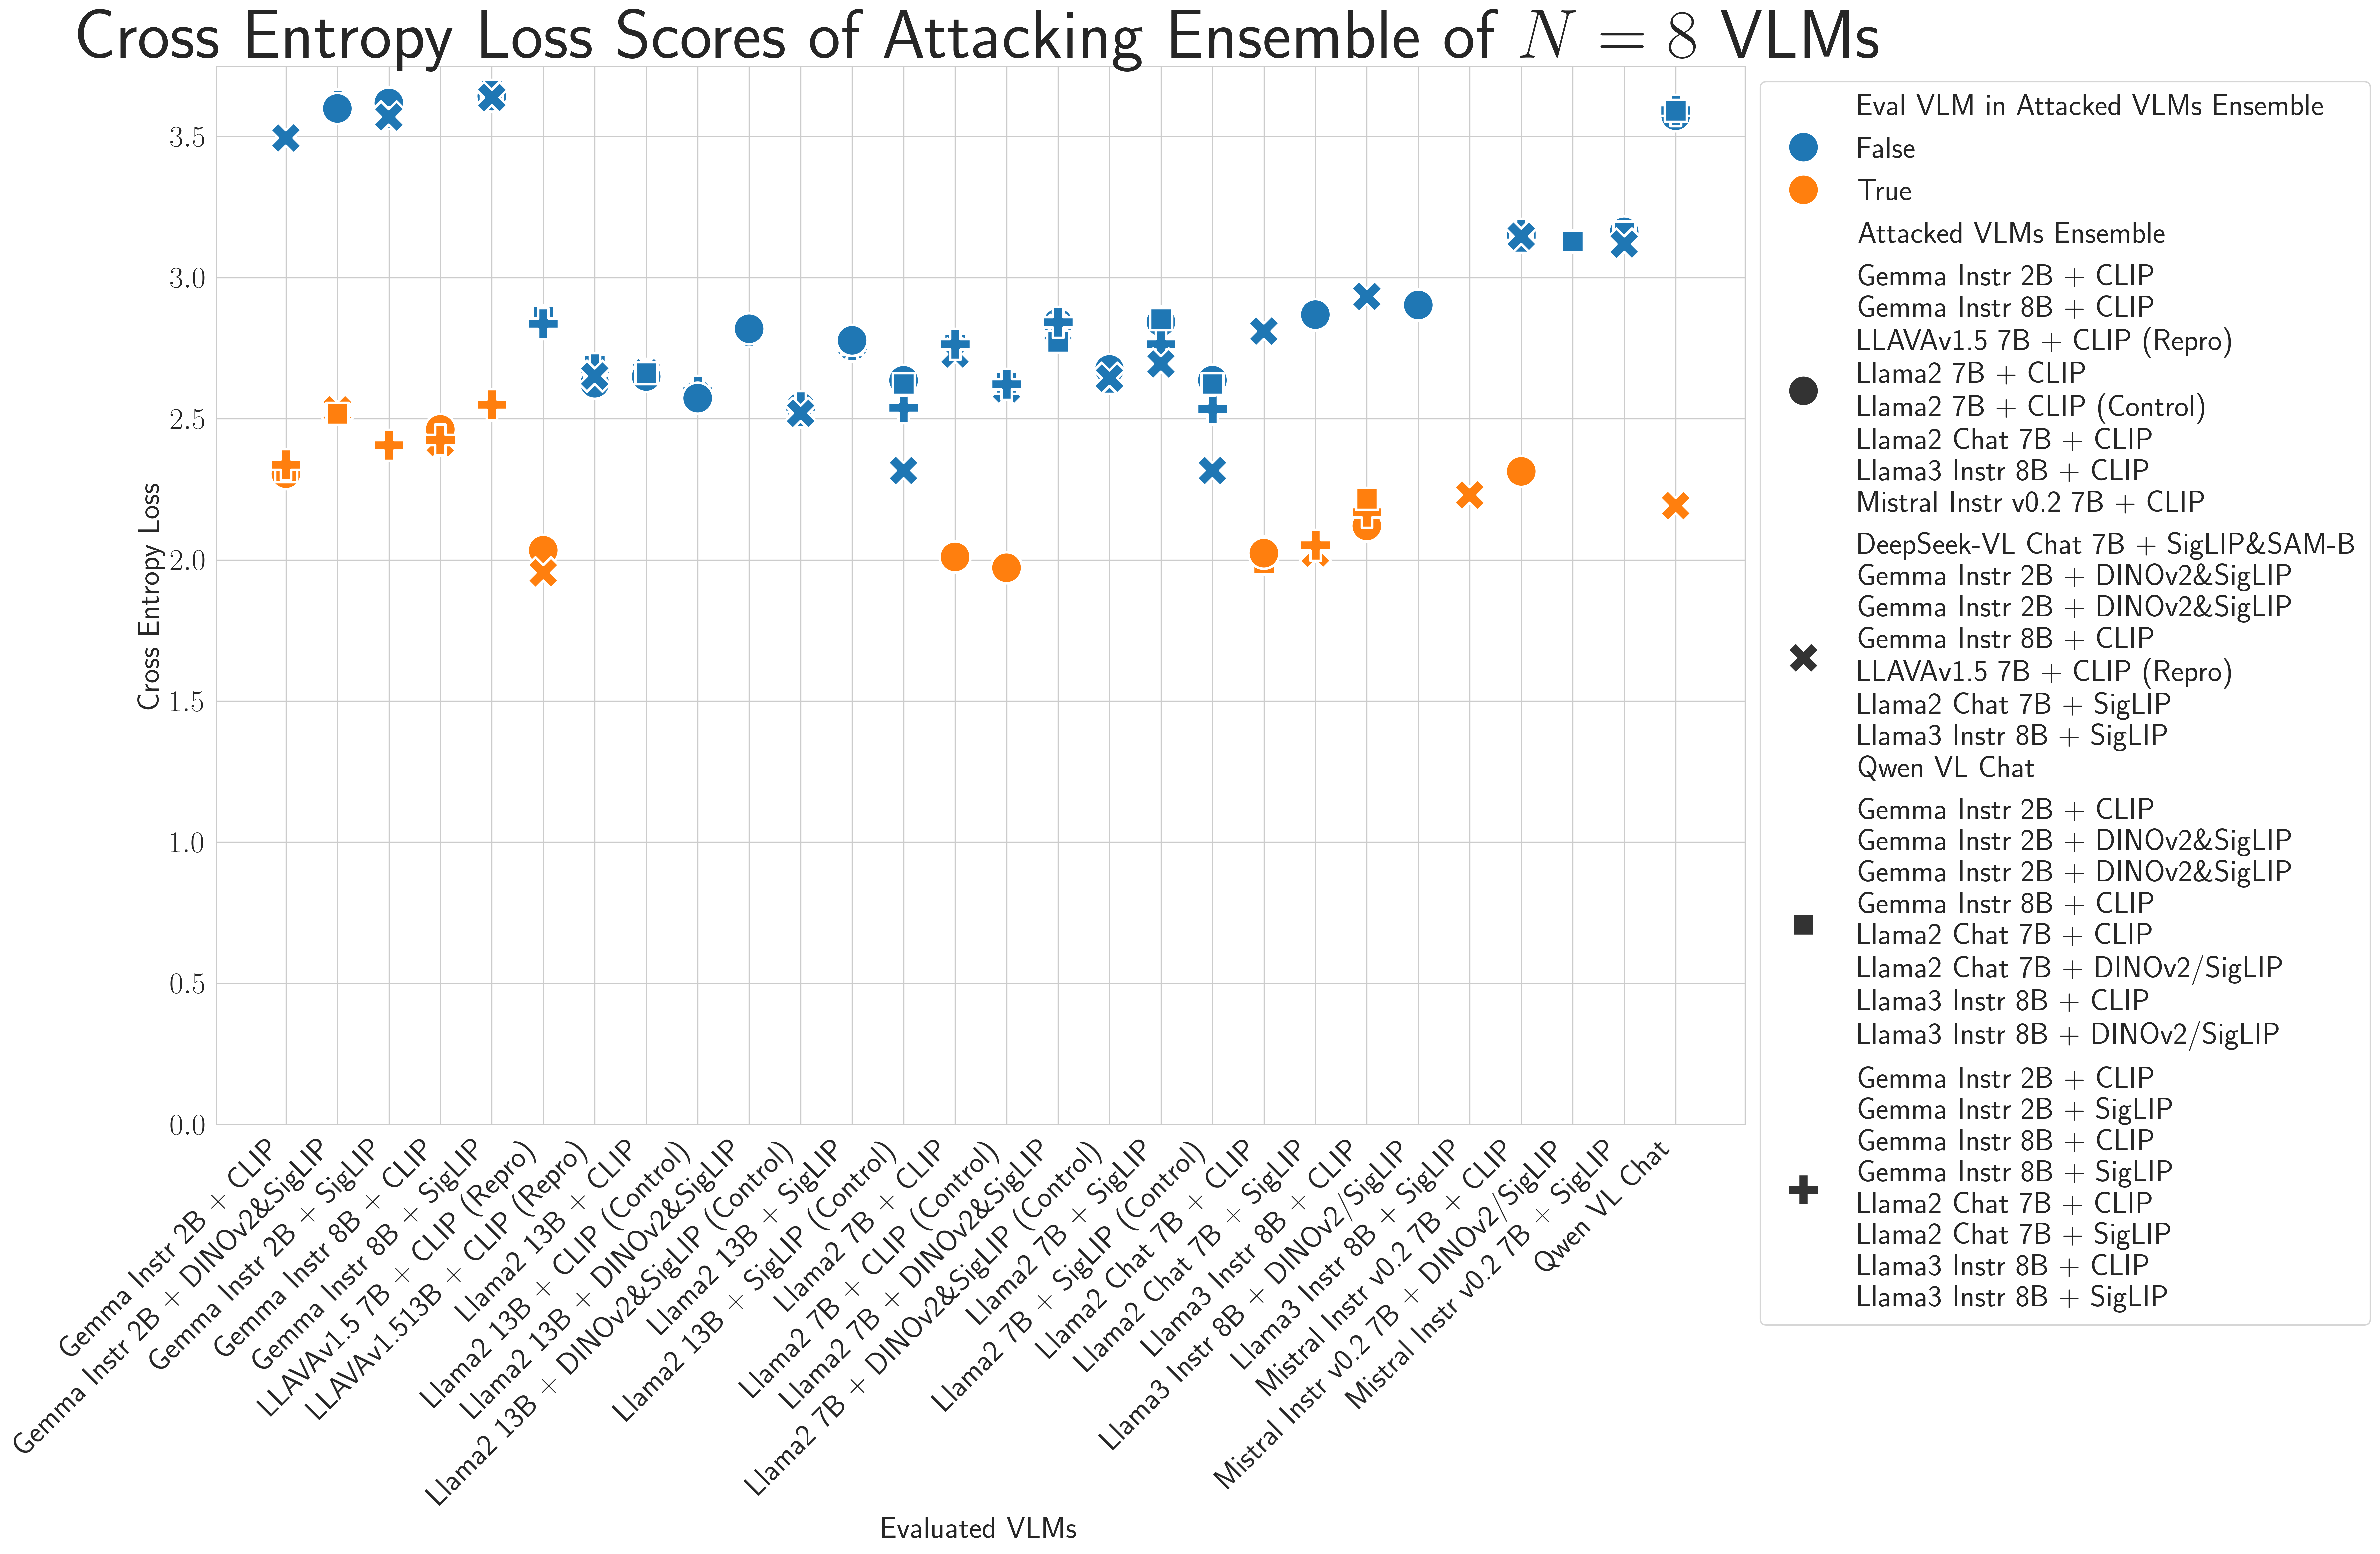 Cross Entropy Loss Scores of Attacking Ensemble of N = 8 VLMs
Cross Entropy Loss
3.5
3.0
2.5
2.0
1.5
1.0
0.5
0.0
Gemma Instr 2B + CLIP
Gemma Instr 2B + DINOv2&SigLIP
Gemma Instr 2B + SigLIP
Gemma Instr 8B + CLIP
Gemma Instr 8B + SigLIP
LLAVAv1.5 7B + CLIP (Repro)
LLAVAv1.513B + CLIP (Repro)
Llama2 13B + CLIP
Llama2 13B + CLIP (Control)
Llama2 13B + DINOv2&SigLIP
Llama2 13B + DINOv2&SigLIP (Control)
Llama2 13B + SigLIP
Llama2 13B + SigLIP (Control)
Llama2 7B + CLIP
Llama2 7B + CLIP (Control)
Llama2 7B + DINOv2&SigLIP
Llama2 7B + DINOv2&SigLIP (Control)
Llama2 7B + SigLIP
Llama2 7B + SigLIP (Control)
Llama2 Chat 7B + CLIP
Llama2 Chat 7B + SigLIP
Llama3 Instr 8B + CLIP
Llama3 Instr 8B + DINOv2/SigLIP
Llama3 Instr 8B + SigLIP
Mistral Instr v0.2 7B + CLIP
Mistral Instr v0.2 7B + DINOv2/SigLIP
Mistral Instr v0.2 7B + SigLIP
Qwen VL Chat
Evaluated VLMs
Eval VLM in Attacked VLMs Ensemble
False
True
Attacked VLMs Ensemble
Gemma Instr 2B + CLIP
Gemma Instr 8B + CLIP
LLAVAv1.5 7B + CLIP (Repro)
Llama2 7B + CLIP
Llama2 7B + CLIP (Control)
Llama2 Chat 7B + CLIP
Llama3 Instr 8B + CLIP
Mistral Instr v0.2 7B + CLIP
DeepSeek-VL Chat 7B + SigLIP&SAM-B
Gemma Instr 2B + DINOv2&SigLIP
Gemma Instr 2B + DINOv2&SigLIP
Gemma Instr 8B + CLIP
LLAVAv1.5 7B + CLIP (Repro)
Llama2 Chat 7B + SigLIP
Llama3 Instr 8B + SigLIP
Qwen VL Chat
Gemma Instr 2B + CLIP
Gemma Instr 2B + DINOv2&SigLIP
Gemma Instr 2B + DINOv2&SigLIP
Gemma Instr 8B + CLIP
Llama2 Chat 7B + CLIP
Llama2 Chat 7B + DINOv2/SigLIP
Llama3 Instr 8B + CLIP
Llama3 Instr 8B + DINOv2/SigLIP
Gemma Instr 2B + CLIP
Gemma Instr 2B + SigLIP
Gemma Instr 8B + CLIP
Gemma Instr 8B + SigLIP
Llama2 Chat 7B + CLIP
Llama2 Chat 7B + SigLIP
Llama3 Instr 8B + CLIP
Llama3 Instr 8B + SigLIP